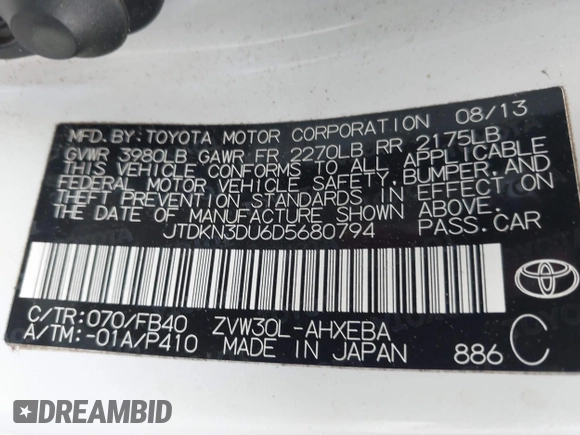 MFD. BY: TOYOTA MOTOR CORPORATION 08/13
GVWR 3980LB GAWR FR 2270LB RR 2175LB
THIS VEHICLE CONFORMS TO ALL APPLICABLE
FEDERAL MOTOR VEHICLE SAFETY, BUMPER, AND
THEFT PREVENTION STANDARDS IN EFFECT ON
THE DATE OF MANUFACTURE SHOWN ABOVE.
JTDKN3DU6D5680794 PASS.CAR
C/TR:070/FB40 ZVW30L-AHXEBA
A/TM:-01A/P410 MADE IN JAPAN 886 C
DREAMBID